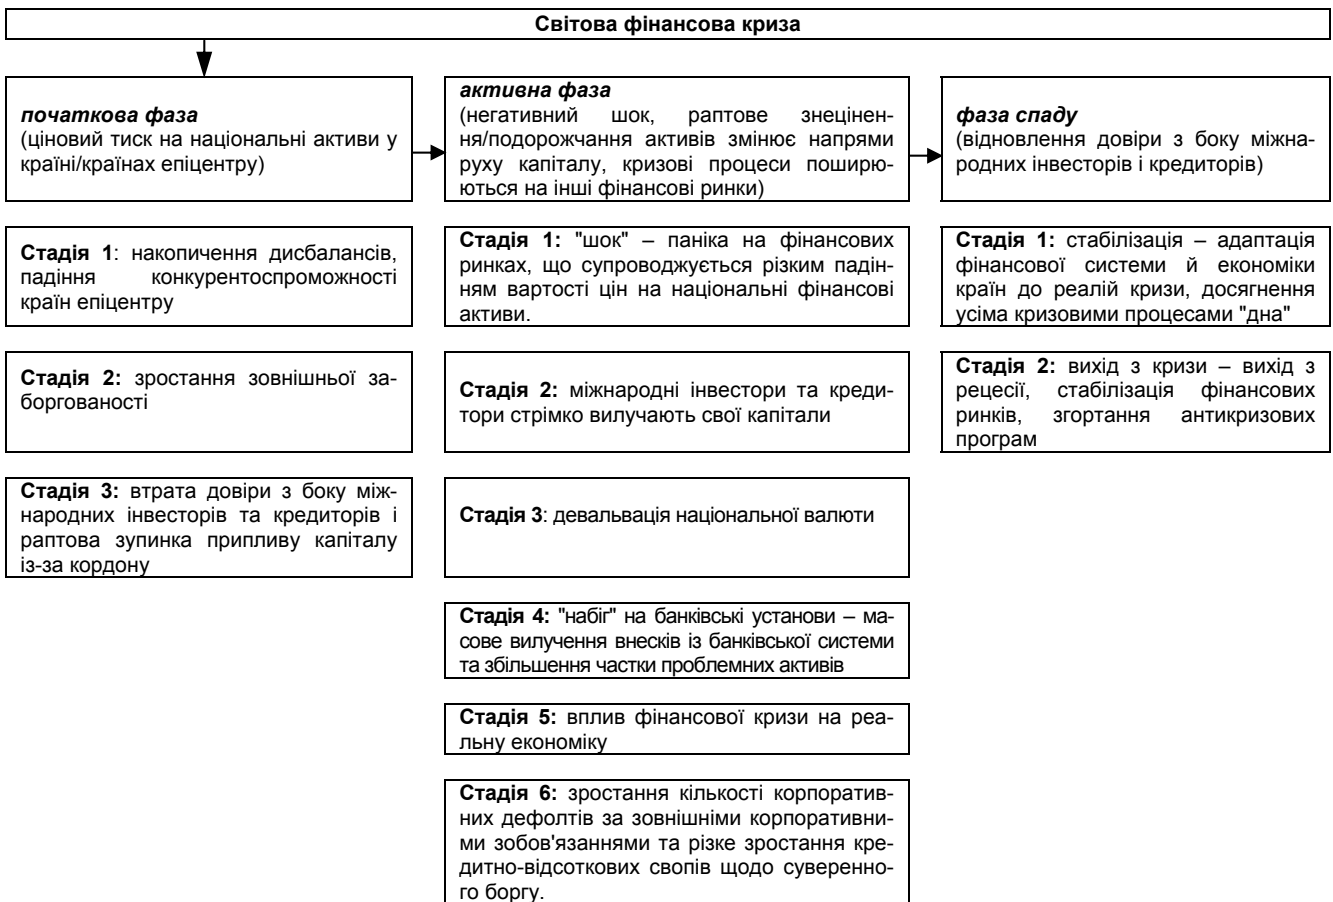 Світова фінансова криза
початкова фаза
(ціновий тиск на національні активи у
країні/країнах епіцентру)
активна фаза
(негативний шок, раптове знецінен-
ня/подорожчання активів змінює напрями
руху капіталу, кризові процеси поширю-
ються на інші фінансові ринки)
фаза спаду
(відновлення довіри з боку міжна-
родних інвесторів і кредиторів)
Стадія 1: накопичення дисбалансів,
падіння конкурентоспроможності
країн епіцентру
Стадія 2: зростання зовнішньої за-
боргованості
Стадія 3: втрата довіри з боку між-
народних інвесторів та кредиторів і
раптова зупинка припливу капіталу
із-за кордону
Стадія 1: "шок" – паніка на фінансових
ринках, що супроводжується різким падін-
ням вартості цін на національні фінансові
активи.
Стадія 2: міжнародні інвестори та креди-
тори стрімко вилучають свої капітали
Стадія 3: девальвація національної валюти
Стадія 4: "набіг" на банківські установи – ма-
сове вилучення внесків із банківської системи
та збільшення частки проблемних активів
Стадія 5: вплив фінансової кризи на реа-
льну економіку
Стадія 6: зростання кількості корпоратив-
них дефолтів за зовнішніми корпоративни-
ми зобов'язаннями та різке зростання кре-
дитно-відсоткових свопів щодо суверенно-
го боргу.
Стадія 1: стабілізація – адаптація
фінансової системи й економіки
країн до реалій кризи, досягнення
усіма кризовими процесами "дна"
Стадія 2: вихід з кризи – вихід з
рецесії, стабілізація фінансових
ринків, згортання антикризових
програм